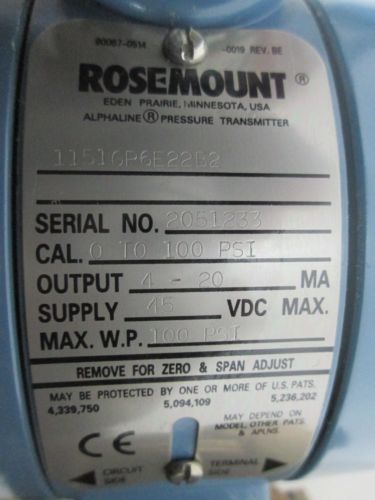 00067-0514 -0019 REV. BE
ROSEMOUNT ®
EDEN PRAIRIE, MINNESOTA, USA
ALPHALINE ® PRESSURE TRANSMITTER
1151GP6E22B2
SERIAL NO. 2051233
CAL. 0 TO 100 PSI
OUTPUT 4 - 20 MA
SUPPLY 45 VDC MAX.
MAX. W.P. 100 PSI
REMOVE FOR ZERO & SPAN ADJUST
MAY BE PROTECTED BY ONE OR MORE OF U.S. PATS.
4,339,750 5,094,109 5,236,202
MAY DEPEND ON
MODEL, OTHER PATS.
& APLNS.
CE
CIRCUIT SIDE
TERMINAL SIDE